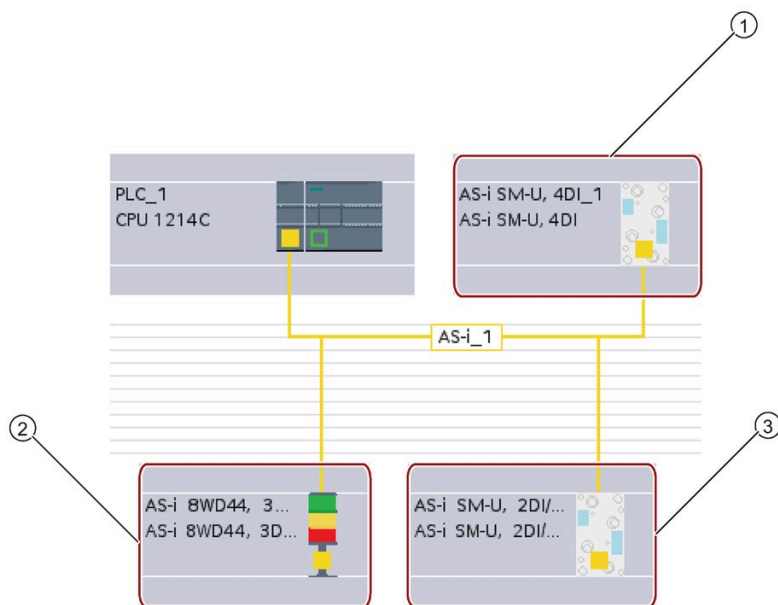 1
PLC_1
CPU 1214C
AS-i SM-U, 4DI_1
AS-i SM-U, 4DI
AS-i_1
2
3
AS-i 8WD44, 3...
AS-i 8WD44, 3D...
AS-i SM-U, 2DI/...
AS-i SM-U, 2DI/...